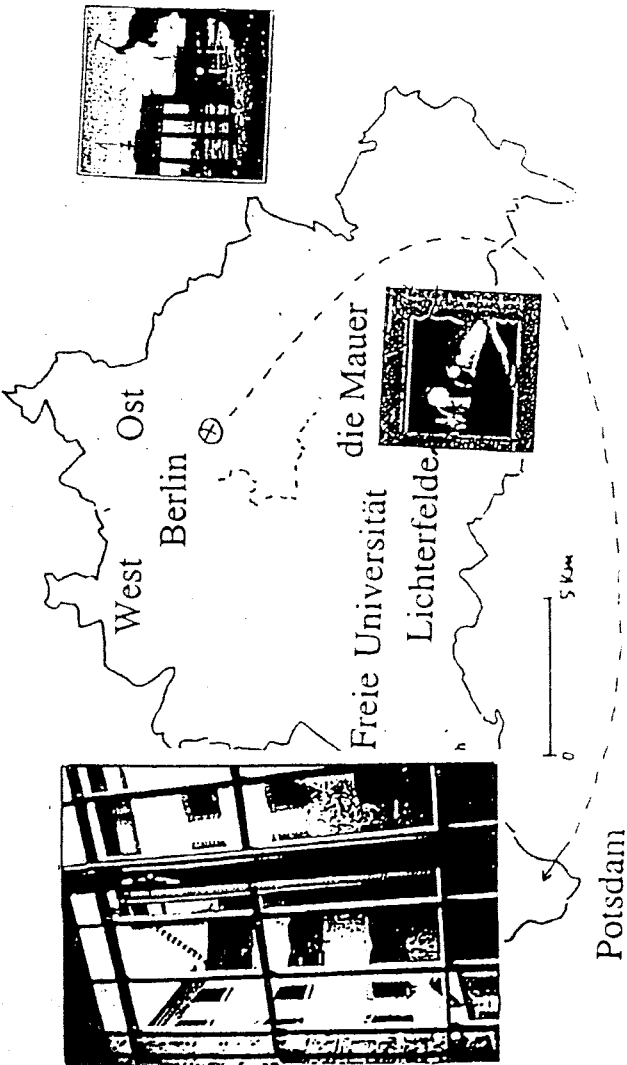 West
Ost
Berlin
die Mauer
Freie Universität
Lichterfelde
0
5 Km
Potsdam